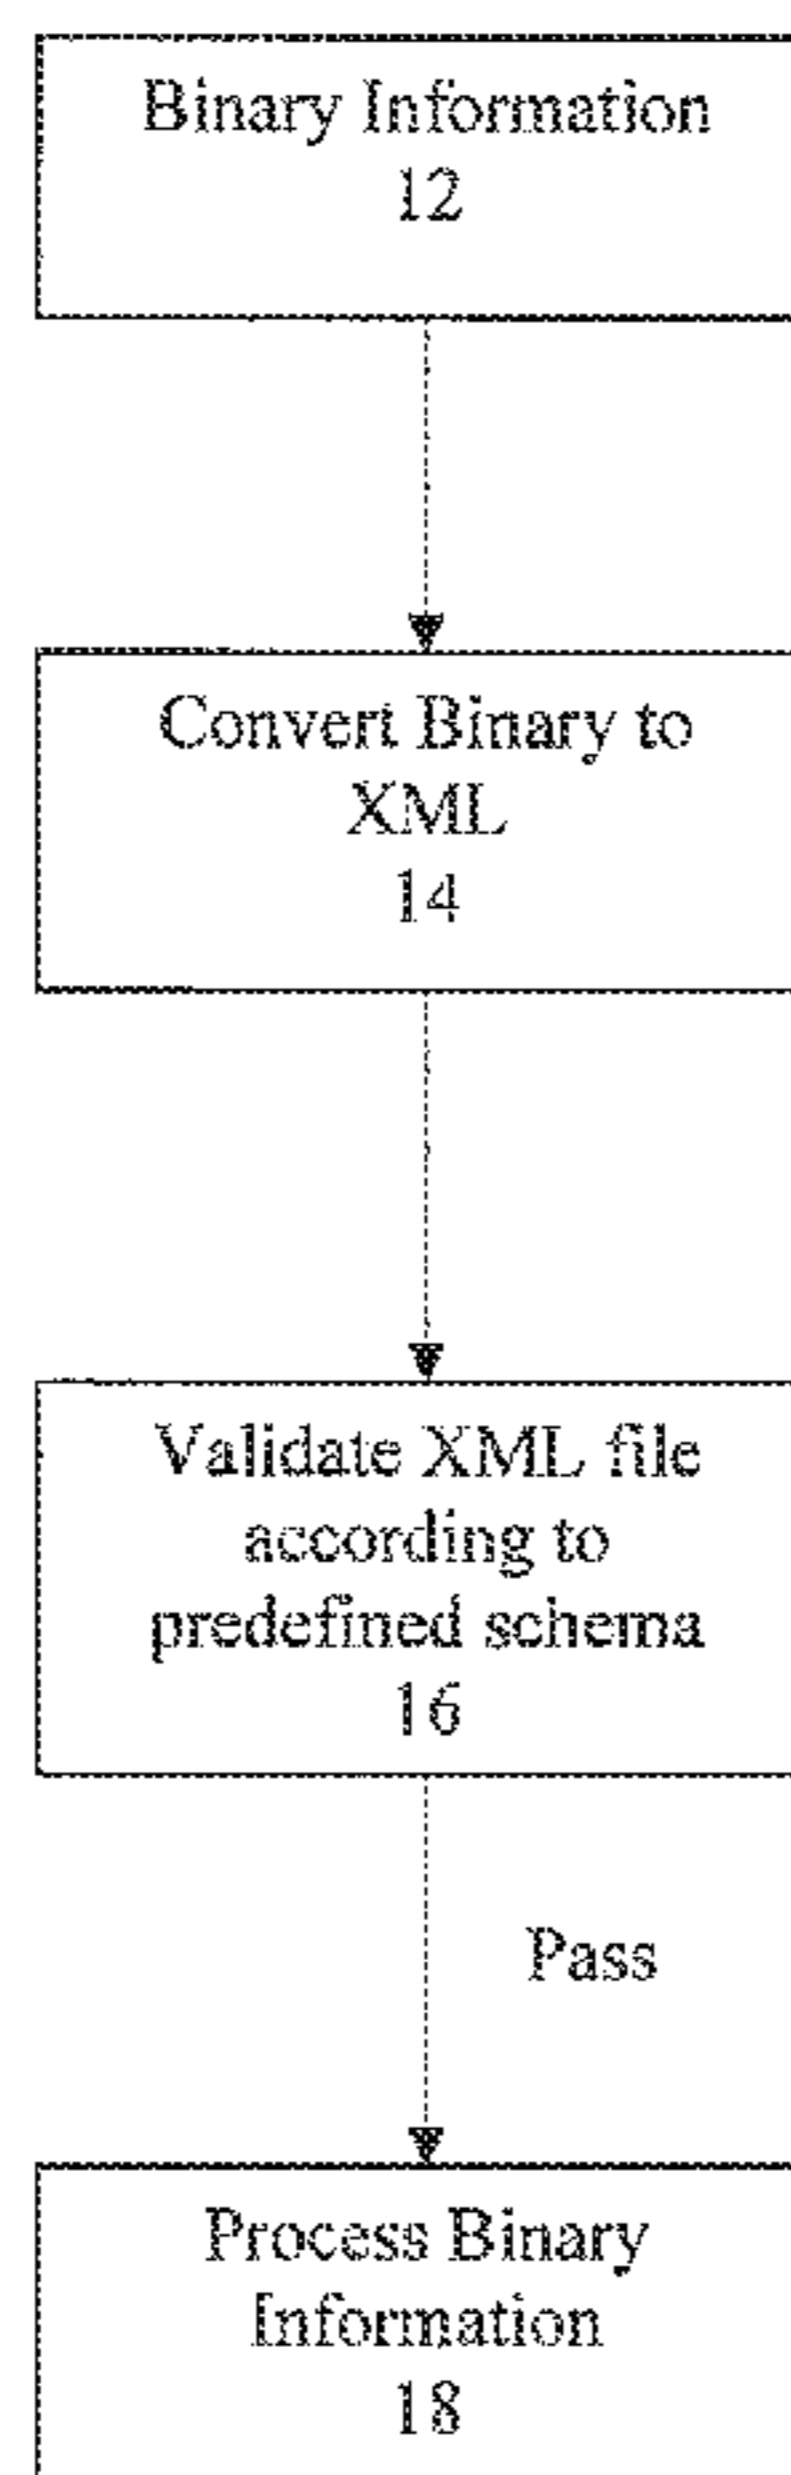 Binary Information
12
Convert Binary to
XML
14
Validate XML file
according to
predefined schema
16
Pass
Process Binary
Information
18